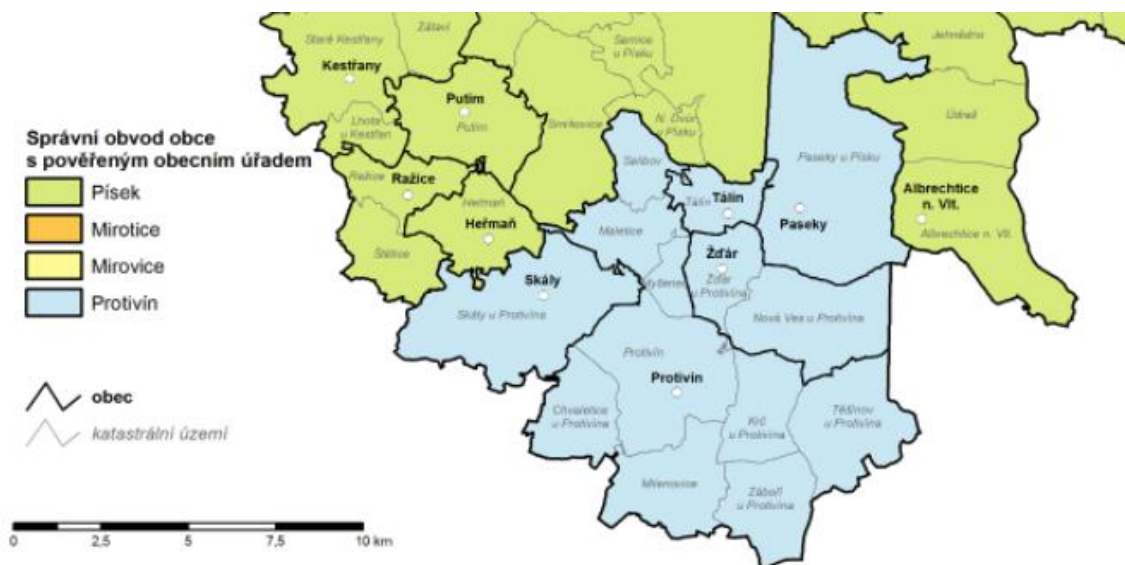 Staré Kestřany
Zátaví
Semice
u Písku
Jehnědno
Kestřany
Putim
Putim
Lhota
u Kestřan
Smrkovice
N. Dvůr
u Písku
Údraž
Správní obvod obce
s pověřeným obecním úřadem
Písek
Mirotice
Mirovice
Protivín
Ražice
Ražice
Heřmaň
Heřmaň
Štětice
Selibov
Paseky u Písku
Tálín
Tálín
Paseky
Albrechtice
n. Vlt.
Albrechtice n. Vlt.
Maletice
Žďár
Žďár
u Protivína
Myšenec
Skály
Skály u Protivína
Nová Ves u Protivína
Protivín
Protivín
Chvaletice
u Protivína
Krč
u Protivína
Těšínov
u Protivína
Milenovice
Záboří
u Protivína
obec
katastrální území
0 2,5 5 7,5 10 km